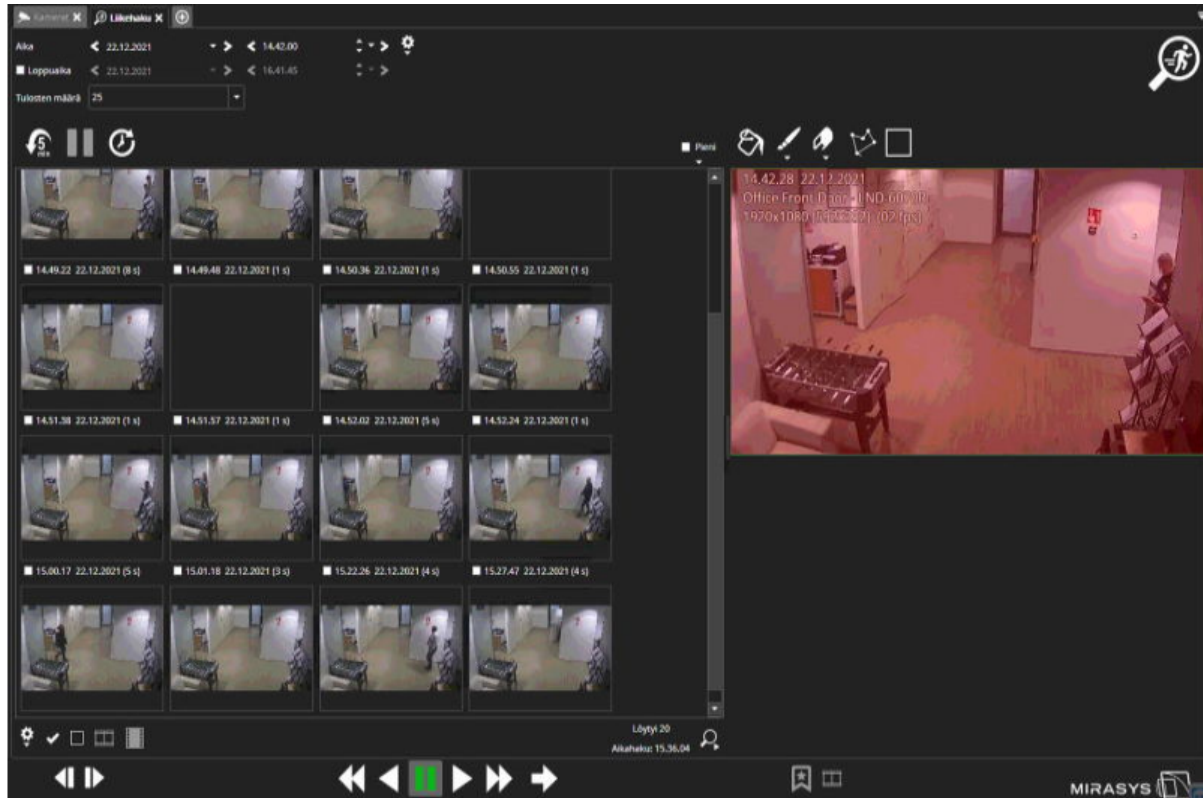 Kamerat Liikehaku
Aika 22.12.2021 14.42.00
Loppuaika 22.12.2021 16.41.45
Tulosten määrä 25
5 min
Pieni
14.42.28 22.12.2021
Office Front Door
1920x1080 (02 fps)
14.49.22 22.12.2021 (8 s) 14.49.48 22.12.2021 (1 s) 14.50.36 22.12.2021 (1 s) 14.50.55 22.12.2021 (1 s)
14.51.38 22.12.2021 (1 s) 14.51.57 22.12.2021 (1 s) 14.52.02 22.12.2021 (5 s) 14.52.24 22.12.2021 (1 s)
15.00.17 22.12.2021 (5 s) 15.01.18 22.12.2021 (3 s) 15.22.26 22.12.2021 (4 s) 15.27.47 22.12.2021 (4 s)
Löytyi 20
Aikahaku: 15.36.04
MIRASYS